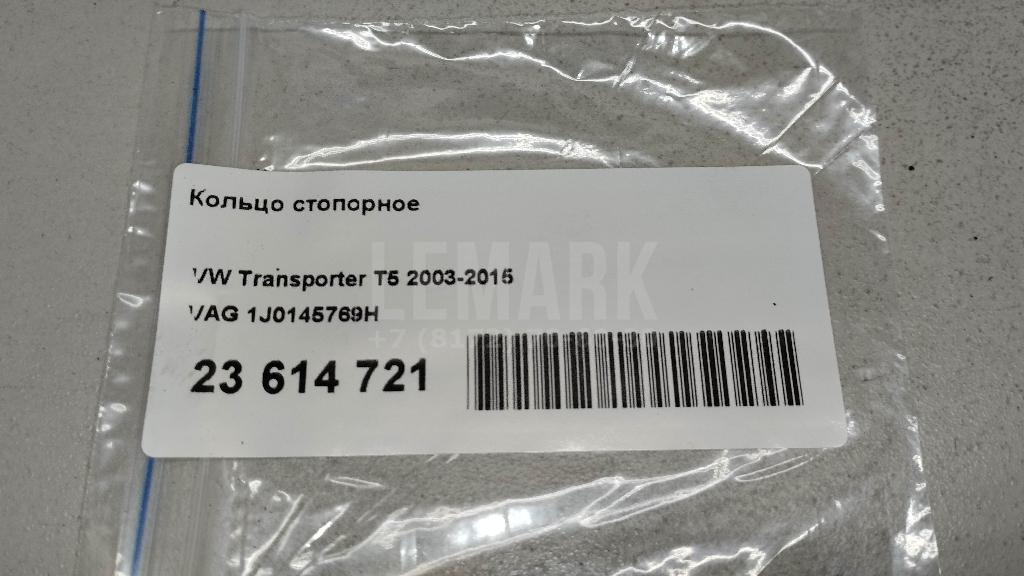 Кольцо стопорное
VW Transporter T5 2003-2015
VAG 1J0145769H
23 614 721
LEMARK